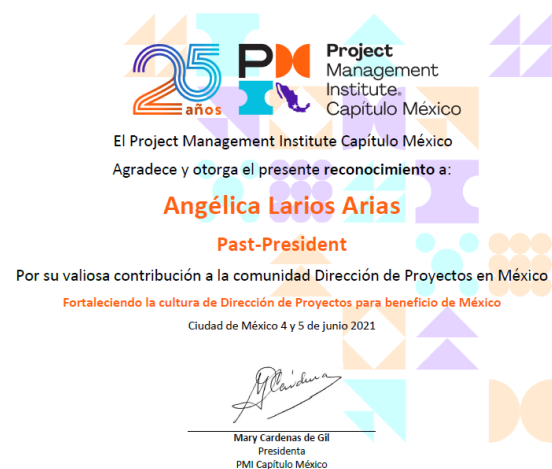 25
años
PM
Project
Management
Institute.
Capítulo México
El Project Management Institute Capítulo México
Agradece y otorga el presente reconocimiento a:
Angélica Larios Arias
Past-President
Por su valiosa contribución a la comunidad Dirección de Proyectos en México
Fortaleciendo la cultura de Dirección de Proyectos para beneficio de México
Ciudad de México 4 y 5 de junio 2021
Mary Cardenas de Gil
Presidenta
PMI Capítulo México